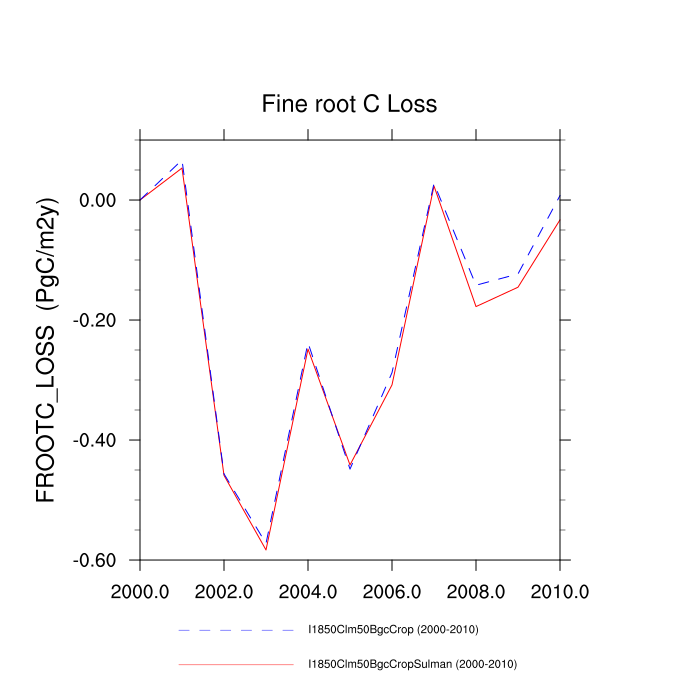 Fine root C Loss
FROOTC_LOSS (PgC/m2y)
0.00
-0.20
-0.40
-0.60
2000.0 2002.0 2004.0 2006.0 2008.0 2010.0
I1850Clm50BgcCrop (2000-2010)
I1850Clm50BgcCropSulman (2000-2010)